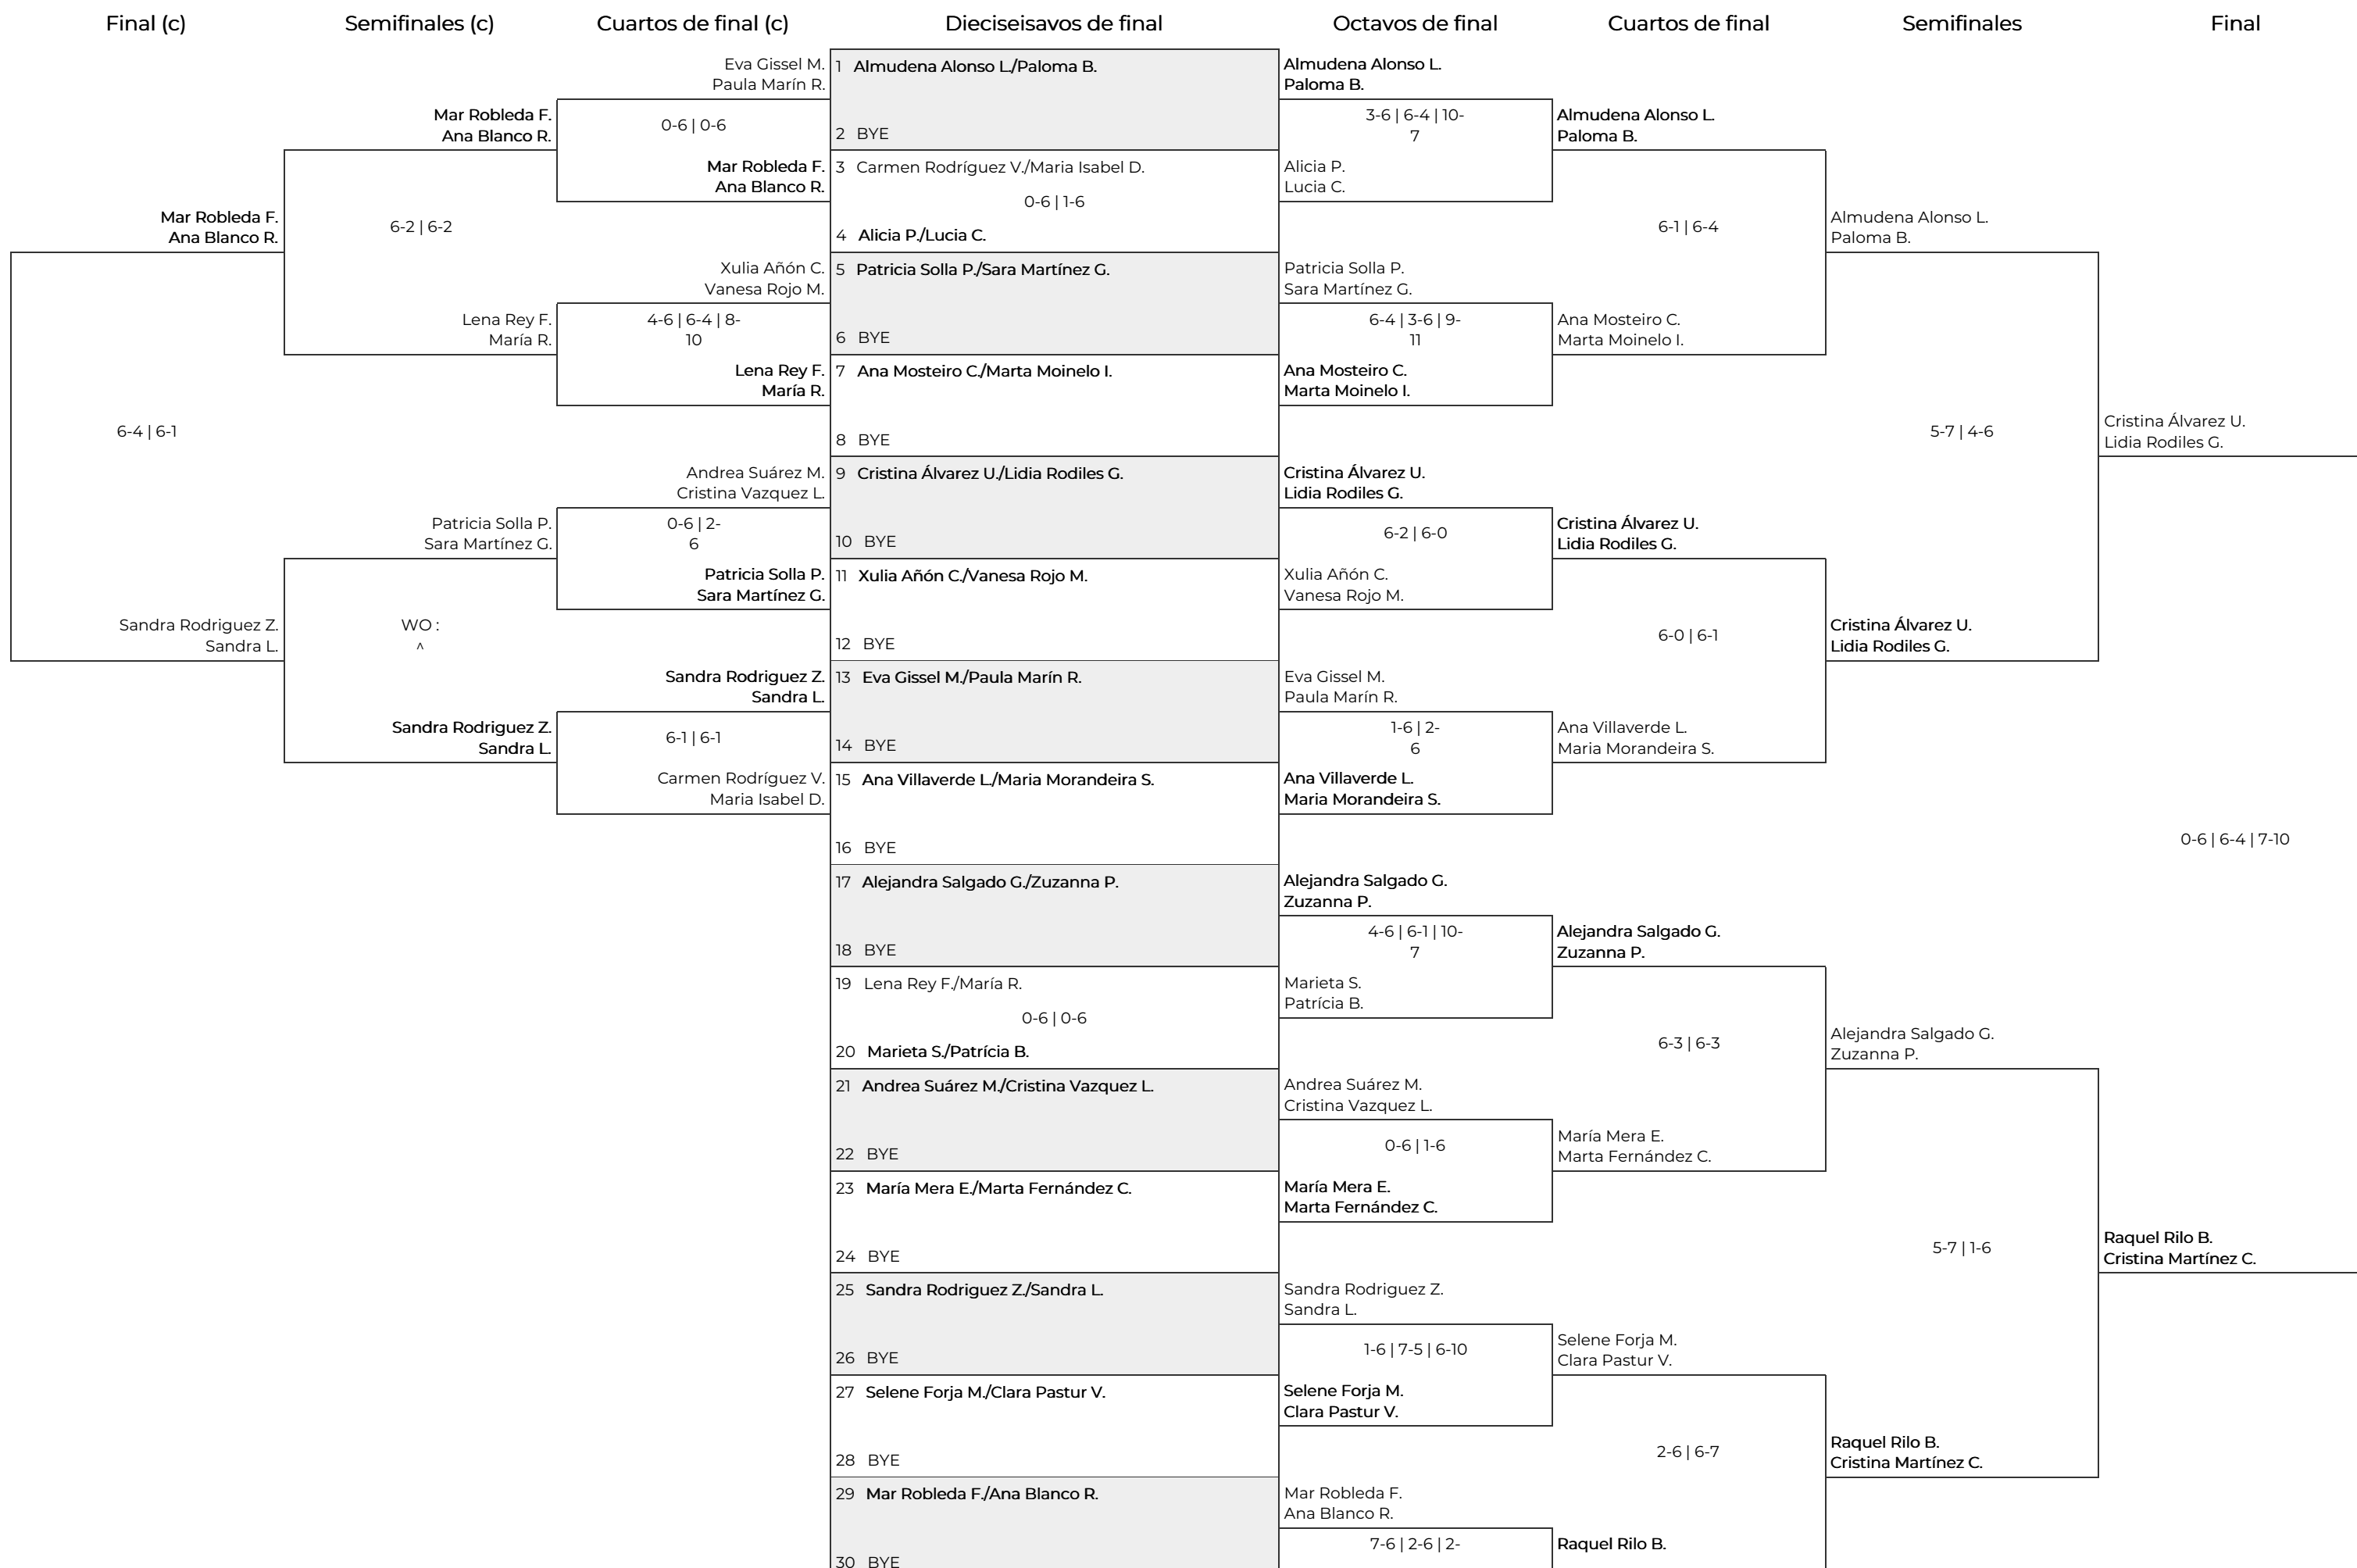 Final (c)
Semifinales (c)
Cuartos de final (c)
Dieciseisavos de final
Octavos de final
Cuartos de final
Semifinales
Final
Mar Robleda F.
Ana Blanco R.
6-4 | 6-1
Sandra Rodriguez Z.
Sandra L.
Mar Robleda F.
Ana Blanco R.
6-2 | 6-2
Lena Rey F.
María R.
Patricia Solla P.
Sara Martínez G.
WO :
^
Sandra Rodriguez Z.
Sandra L.
Eva Gissel M.
Paula Marín R.
0-6 | 0-6
Mar Robleda F.
Ana Blanco R.
Xulia Añón C.
Vanesa Rojo M.
4-6 | 6-4 | 8-
10
Lena Rey F.
María R.
Andrea Suárez M.
Cristina Vazquez L.
0-6 | 2-
6
Patricia Solla P.
Sara Martínez G.
Sandra Rodriguez Z.
Sandra L.
6-1 | 6-1
Carmen Rodríguez V.
Maria Isabel D.
1 Almudena Alonso L./Paloma B.
2 BYE
3 Carmen Rodríguez V./Maria Isabel D.
0-6 | 1-6
4 Alicia P./Lucia C.
5 Patricia Solla P./Sara Martínez G.
6 BYE
7 Ana Mosteiro C./Marta Moinelo I.
8 BYE
9 Cristina Álvarez U./Lidia Rodiles G.
10 BYE
11 Xulia Añón C./Vanesa Rojo M.
12 BYE
13 Eva Gissel M./Paula Marín R.
14 BYE
15 Ana Villaverde L./Maria Morandeira S.
16 BYE
17 Alejandra Salgado G./Zuzanna P.
18 BYE
19 Lena Rey F./María R.
0-6 | 0-6
20 Marieta S./Patrícia B.
21 Andrea Suárez M./Cristina Vazquez L.
22 BYE
23 María Mera E./Marta Fernández C.
24 BYE
25 Sandra Rodriguez Z./Sandra L.
26 BYE
27 Selene Forja M./Clara Pastur V.
28 BYE
29 Mar Robleda F./Ana Blanco R.
30 BYE
Almudena Alonso L.
Paloma B.
3-6 | 6-4 | 10-
7
Alicia P.
Lucia C.
Patricia Solla P.
Sara Martínez G.
6-4 | 3-6 | 9-
11
Ana Mosteiro C.
Marta Moinelo I.
Cristina Álvarez U.
Lidia Rodiles G.
6-2 | 6-0
Xulia Añón C.
Vanesa Rojo M.
Eva Gissel M.
Paula Marín R.
1-6 | 2-
6
Ana Villaverde L.
Maria Morandeira S.
Alejandra Salgado G.
Zuzanna P.
4-6 | 6-1 | 10-
7
Marieta S.
Patrícia B.
Andrea Suárez M.
Cristina Vazquez L.
0-6 | 1-6
María Mera E.
Marta Fernández C.
Sandra Rodriguez Z.
Sandra L.
1-6 | 7-5 | 6-10
Selene Forja M.
Clara Pastur V.
Mar Robleda F.
Ana Blanco R.
7-6 | 2-6 | 2-
Almudena Alonso L.
Paloma B.
6-1 | 6-4
Ana Mosteiro C.
Marta Moinelo I.
Cristina Álvarez U.
Lidia Rodiles G.
6-0 | 6-1
Ana Villaverde L.
Maria Morandeira S.
Alejandra Salgado G.
Zuzanna P.
6-3 | 6-3
María Mera E.
Marta Fernández C.
Selene Forja M.
Clara Pastur V.
2-6 | 6-7
Raquel Rilo B.
Almudena Alonso L.
Paloma B.
5-7 | 4-6
Cristina Álvarez U.
Lidia Rodiles G.
Alejandra Salgado G.
Zuzanna P.
5-7 | 1-6
Raquel Rilo B.
Cristina Martínez C.
Cristina Álvarez U.
Lidia Rodiles G.
0-6 | 6-4 | 7-10
Raquel Rilo B.
Cristina Martínez C.